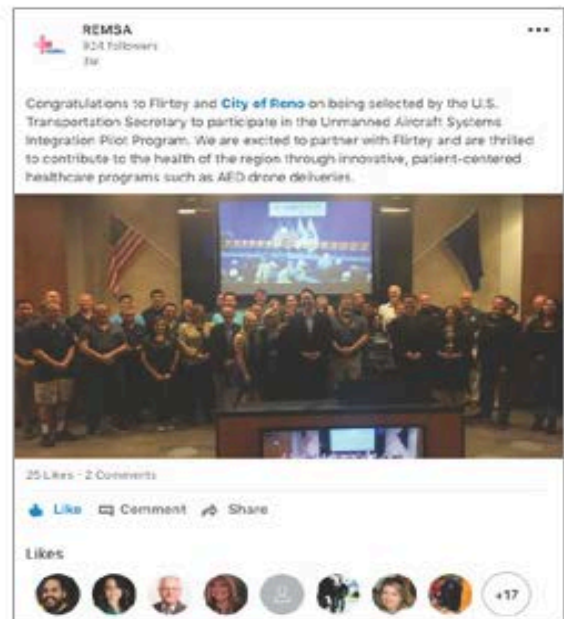 REMSA
924 followers
3w
Congratulations to Flirtey and City of Reno on being selected by the U.S.
Transportation Secretary to participate in the Unmanned Aircraft Systems
Integration Pilot Program. We are excited to partner with Flirtey and are thrilled
to contribute to the health of the region through innovative, patient-centered
healthcare programs such as AED drone deliveries.
25 Likes - 2 Comments
Like Comment Share
Likes
+17